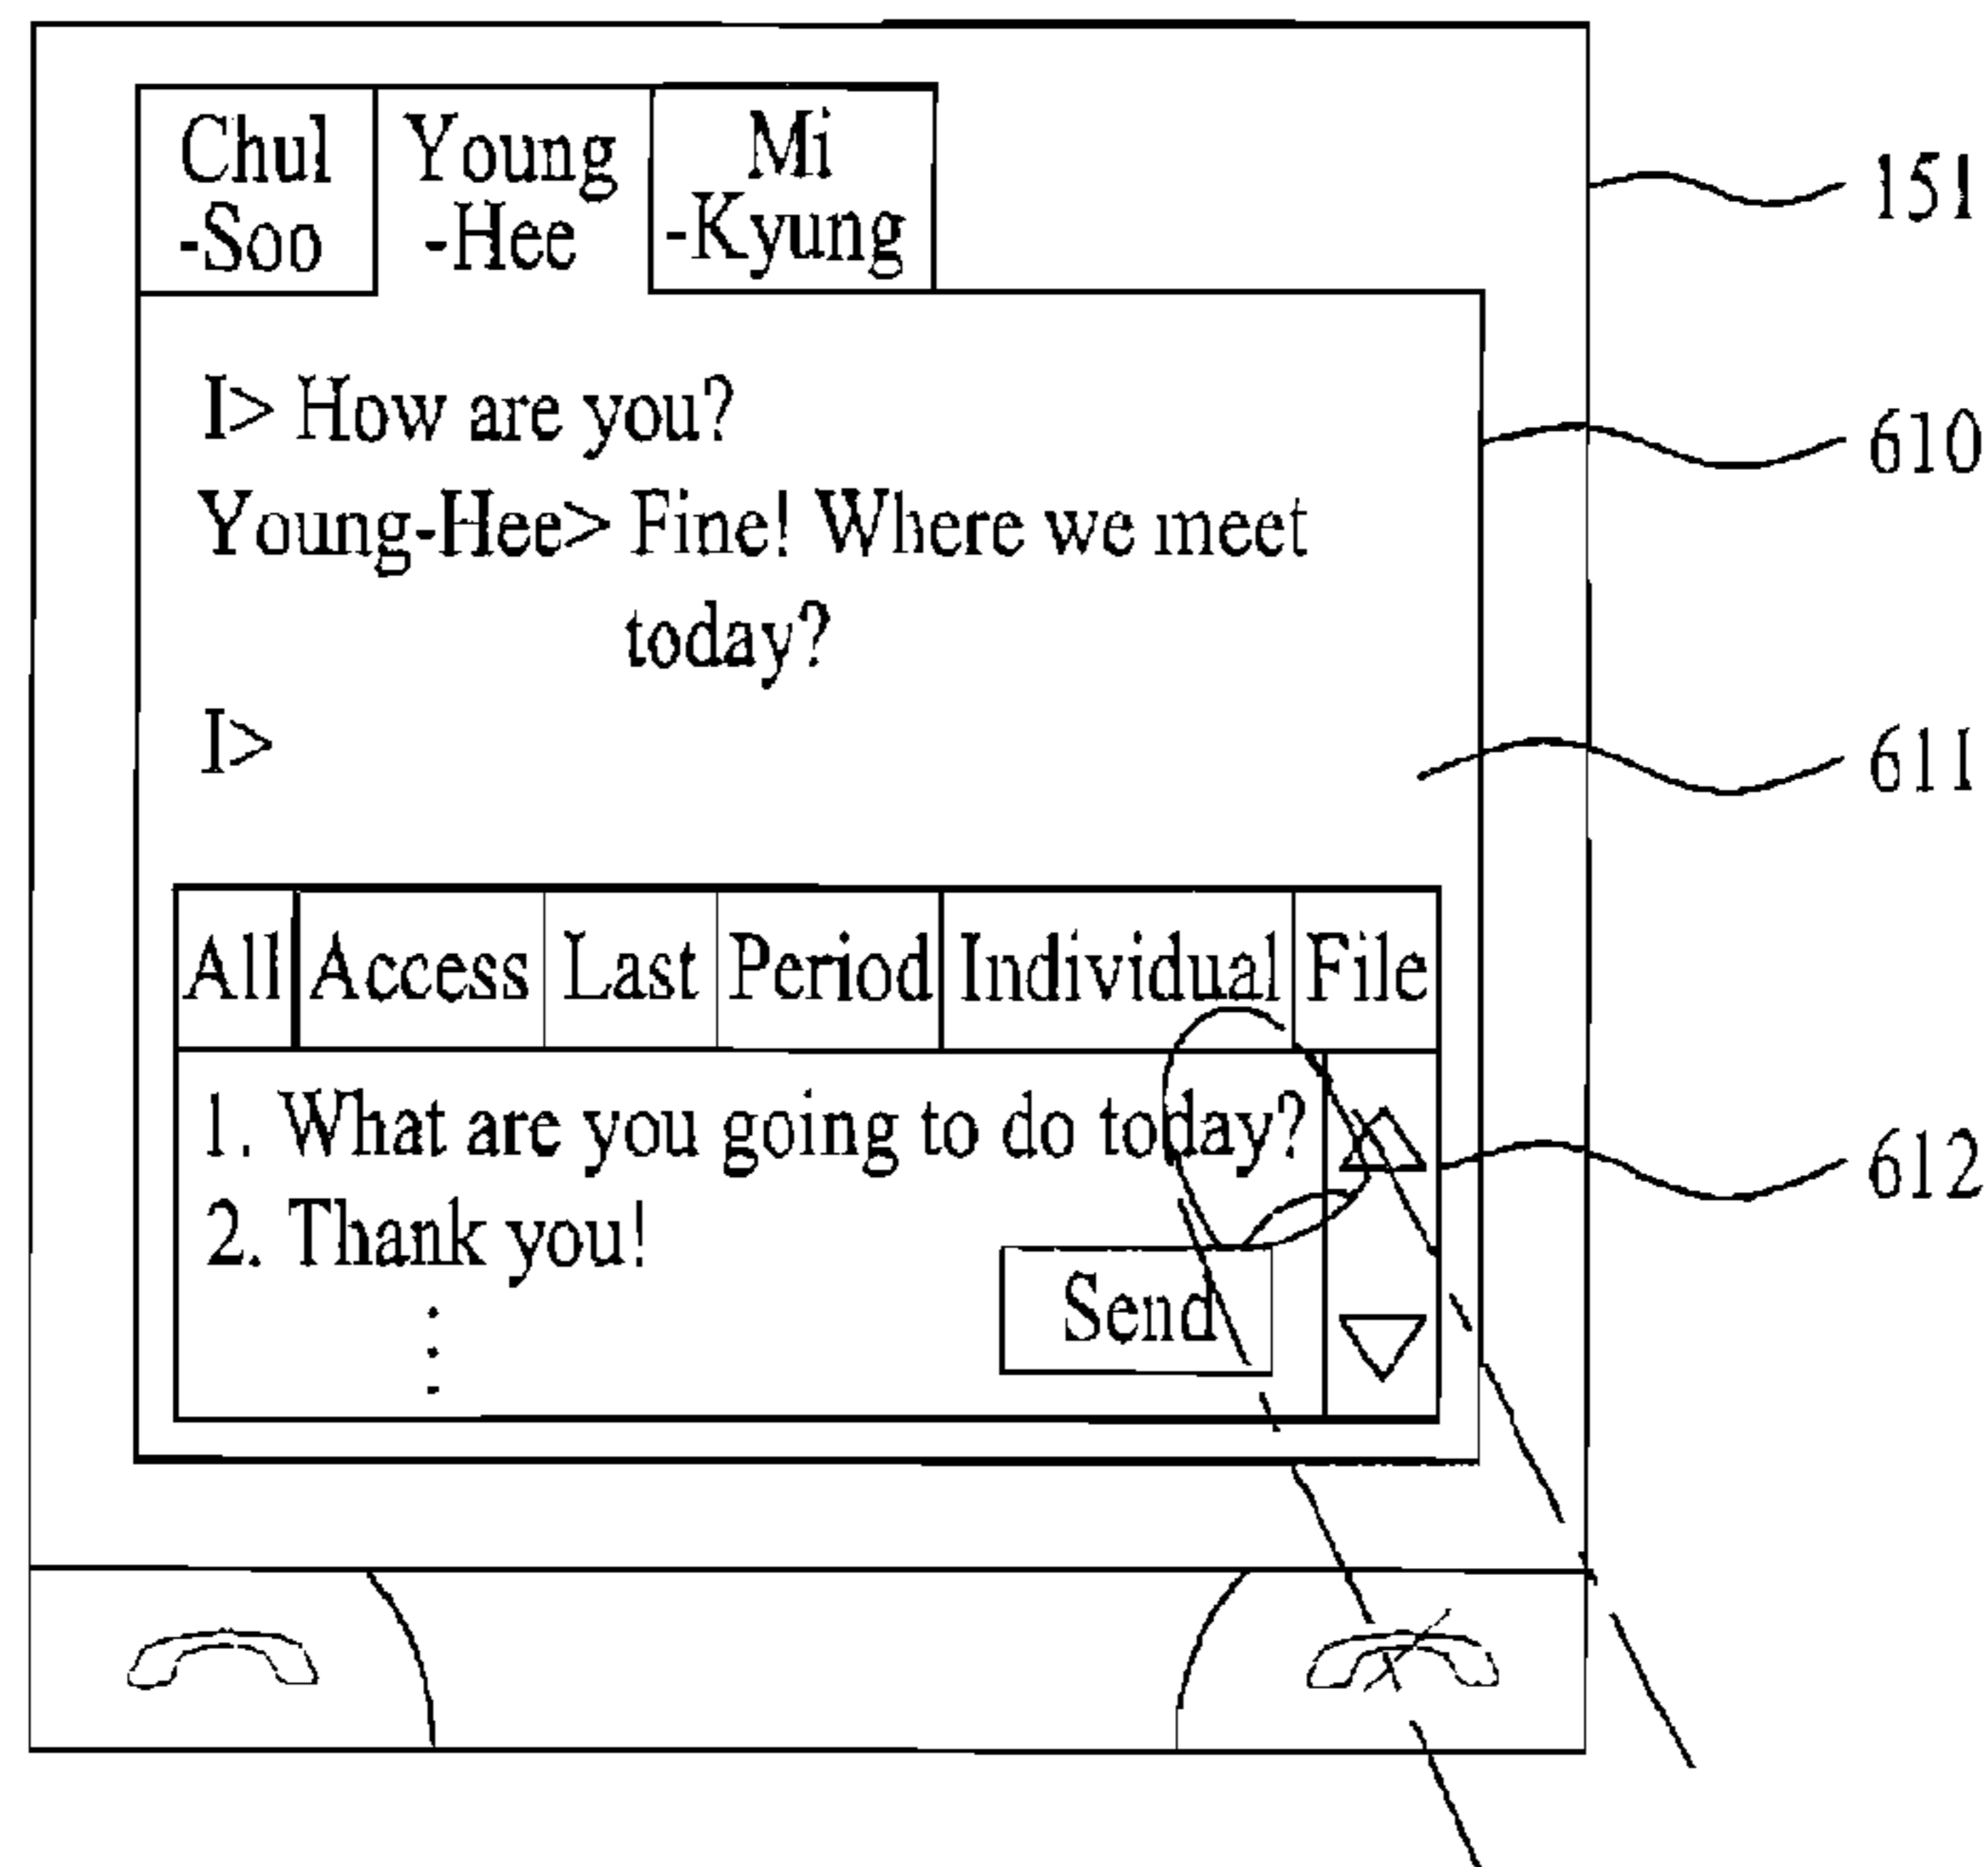 Chul
-Soo
Young
-Hee
Mi
-Kyung
151
I> How are you?
610
Young-Hee> Fine! Where we meet
today?
I>
611
All Access Last Period Individual File
1. What are you going to do today?
612
2. Thank you!
Send